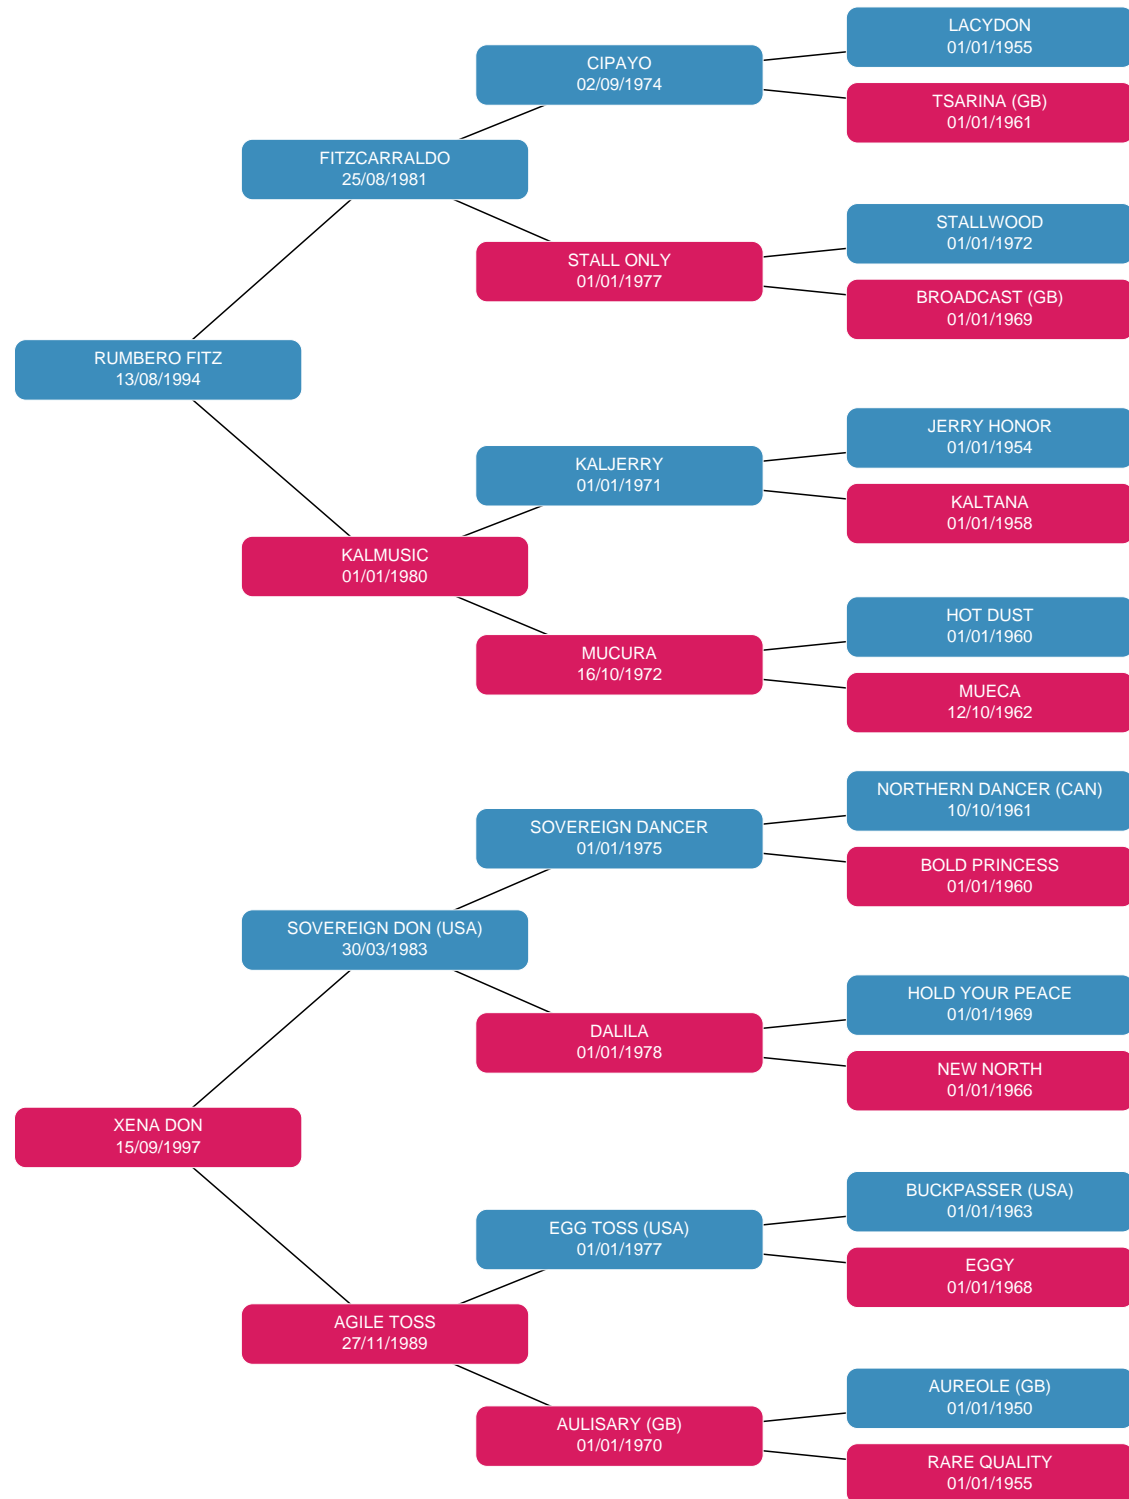 LACYDON
01/01/1955
CIPAYO
02/09/1974
TSARINA (GB)
01/01/1961
FITZCARRALDO
25/08/1981
STALLWOOD
01/01/1972
STALL ONLY
01/01/1977
BROADCAST (GB)
01/01/1969
RUMBERO FITZ
13/08/1994
JERRY HONOR
01/01/1954
KALJERRY
01/01/1971
KALTANA
01/01/1958
KALMUSIC
01/01/1980
HOT DUST
01/01/1960
MUCURA
16/10/1972
MUECA
12/10/1962
NORTHERN DANCER (CAN)
10/10/1961
SOVEREIGN DANCER
01/01/1975
BOLD PRINCESS
01/01/1960
SOVEREIGN DON (USA)
30/03/1983
HOLD YOUR PEACE
01/01/1969
DALILA
01/01/1978
NEW NORTH
01/01/1966
XENA DON
15/09/1997
BUCKPASSER (USA)
01/01/1963
EGG TOSS (USA)
01/01/1977
EGGY
01/01/1968
AGILE TOSS
27/11/1989
AUREOLE (GB)
01/01/1950
AULISARY (GB)
01/01/1970
RARE QUALITY
01/01/1955